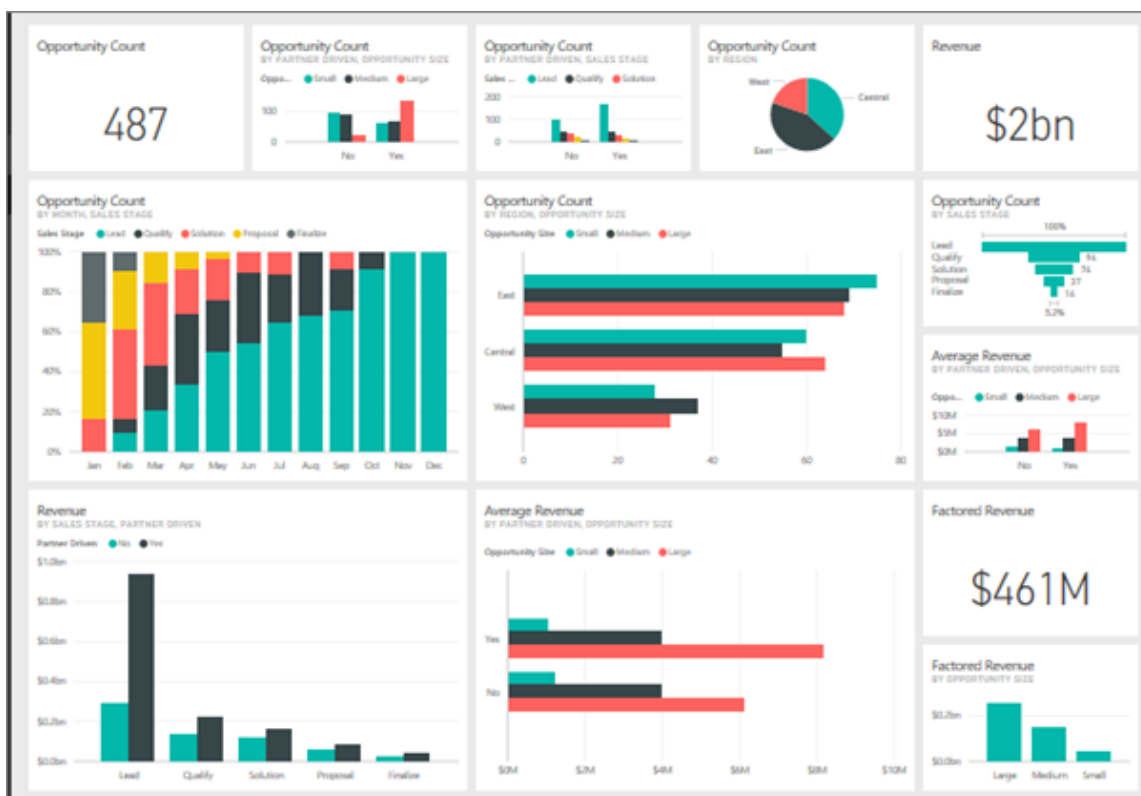 Opportunity Count
487
Opportunity Count
BY PARTNER DRIVEN, OPPORTUNITY SIZE
Oppo... Small Medium Large
500
0
No Yes
Opportunity Count
BY PARTNER DRIVEN, SALES STAGE
Sales ... Lead Qualify Solution
200
100
0
No Yes
Opportunity Count
BY REGION
West
Central
East
Revenue
$2bn
Opportunity Count
BY MONTH, SALES STAGE
Sales Stage Lead Qualify Solution Proposal Finalize
100%
80%
60%
40%
20%
0%
Jan Feb Mar Apr May Jun Jul Aug Sep Oct Nov Dec
Opportunity Count
BY REGION, OPPORTUNITY SIZE
Opportunity Size Small Medium Large
East
Central
West
0 20 40 60 80
Opportunity Count
BY SALES STAGE
100%
Lead
Qualify 94
Solution 74
Proposal 37
Finalize 14
5.2%
Average Revenue
BY PARTNER DRIVEN, OPPORTUNITY SIZE
Oppo... Small Medium Large
$10M
$5M
$0M
No Yes
Revenue
BY SALES STAGE, PARTNER DRIVEN
Partner Driven No Yes
$1.0bn
$0.8bn
$0.6bn
$0.4bn
$0.2bn
$0.0bn
Lead Qualify Solution Proposal Finalize
Average Revenue
BY PARTNER DRIVEN, OPPORTUNITY SIZE
Opportunity Size Small Medium Large
Yes
No
$0M $2M $4M $6M $8M $10M
Factored Revenue
$461M
Factored Revenue
BY OPPORTUNITY SIZE
$0.2bn
$0.0bn
Large Medium Small